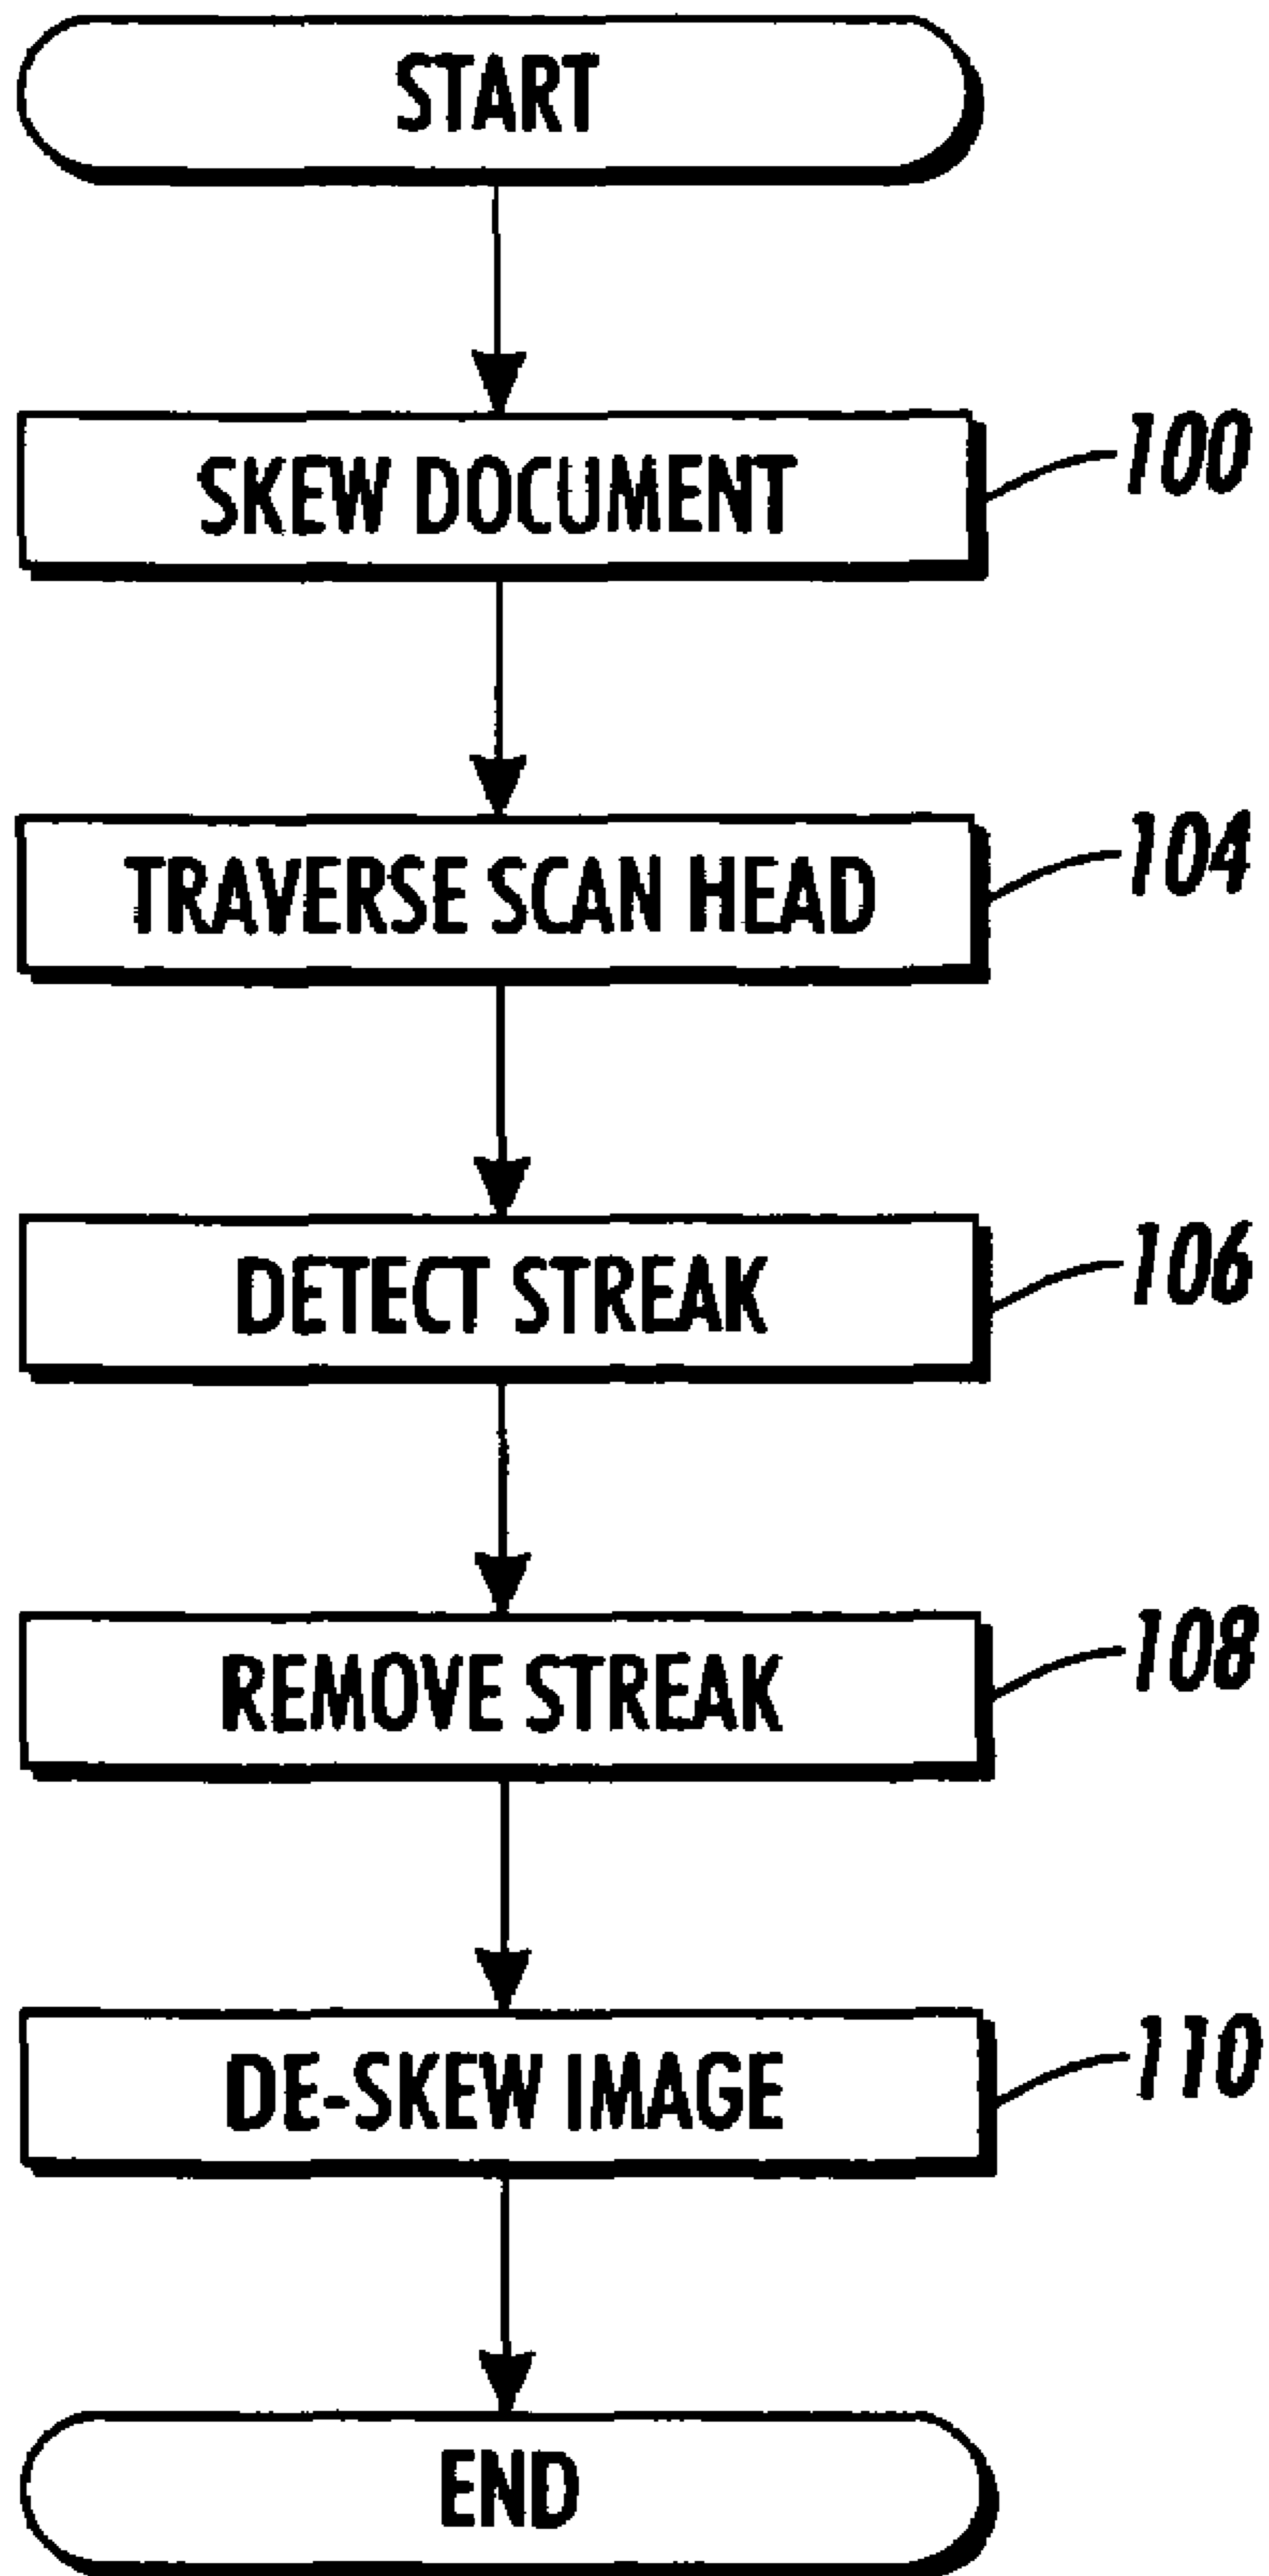 START
SKEW DOCUMENT
100
TRAVERSE SCAN HEAD
104
DETECT STREAK
106
REMOVE STREAK
108
DE-SKEW IMAGE
110
END